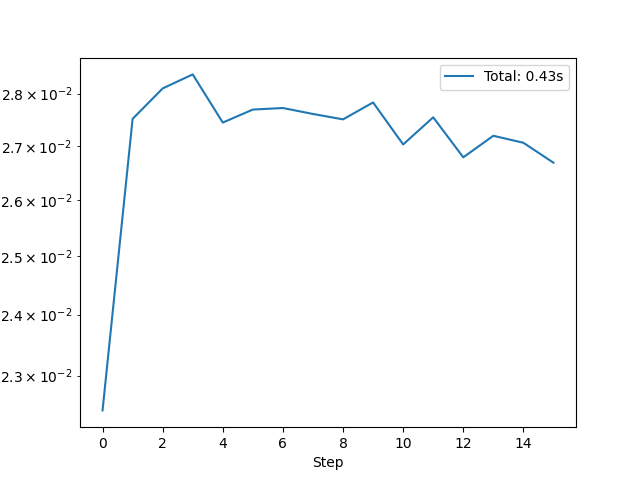 Total: 0.43s
2.8 × 10⁻²
2.7 × 10⁻²
2.6 × 10⁻²
2.5 × 10⁻²
2.4 × 10⁻²
2.3 × 10⁻²
0 2 4 6 8 10 12 14
Step